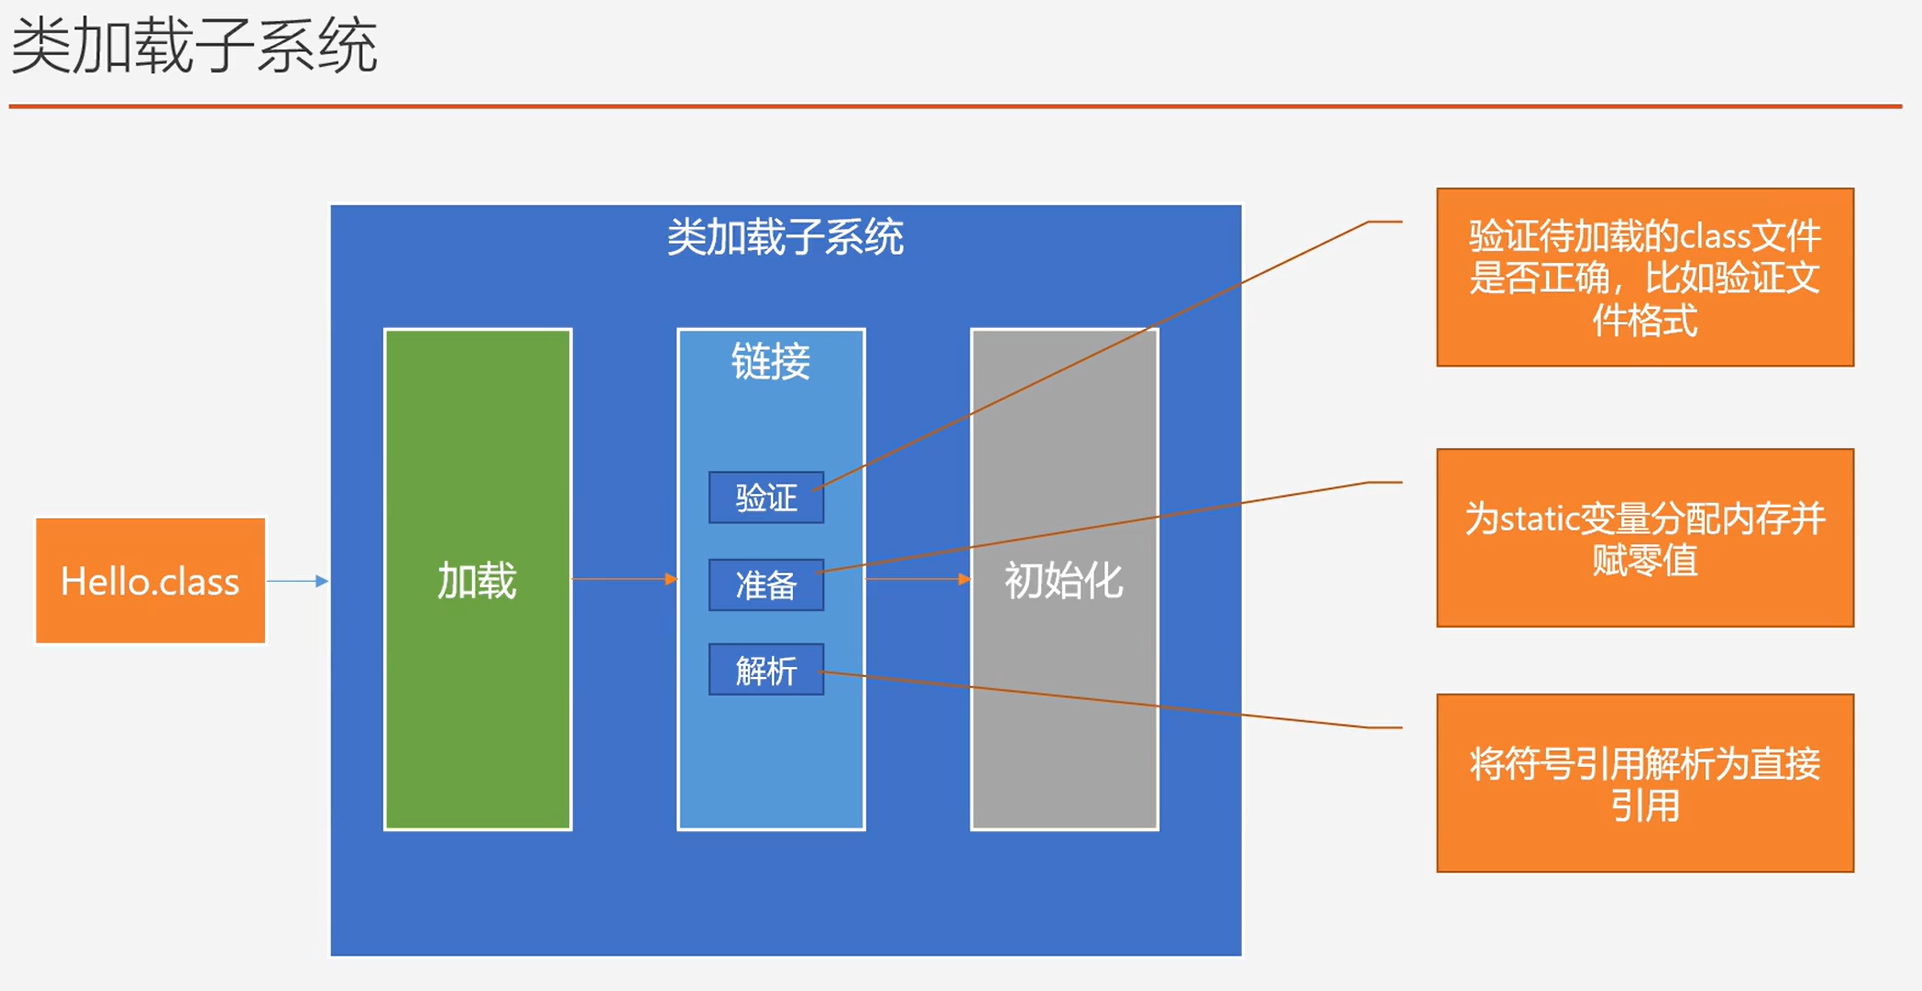 类加载子系统
类加载子系统
Hello.class
加载
链接
验证
准备
解析
初始化
验证待加载的class文件
是否正确，比如验证文
件格式
为static变量分配内存并
赋零值
将符号引用解析为直接
引用